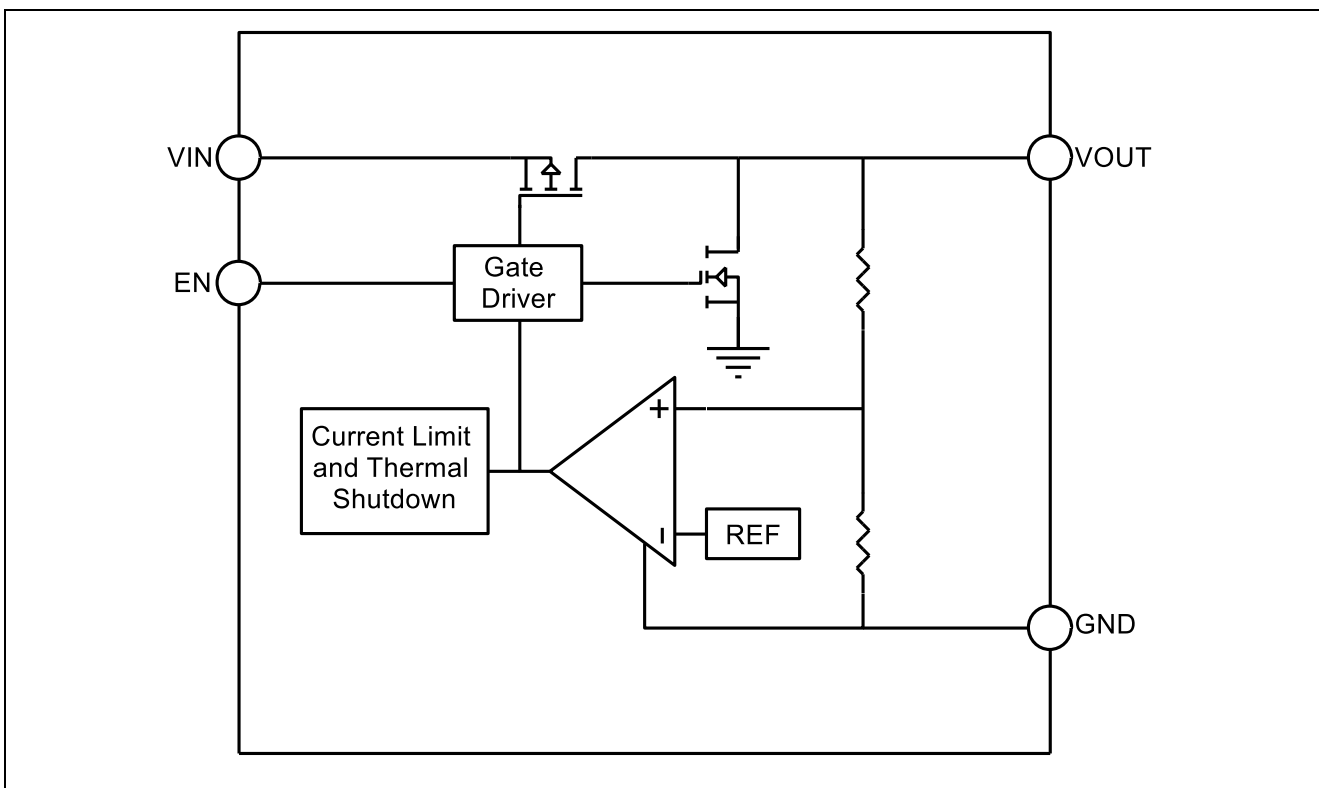 VIN
VOUT
EN
Gate
Driver
+
Current Limit
and Thermal
Shutdown
REF
GND